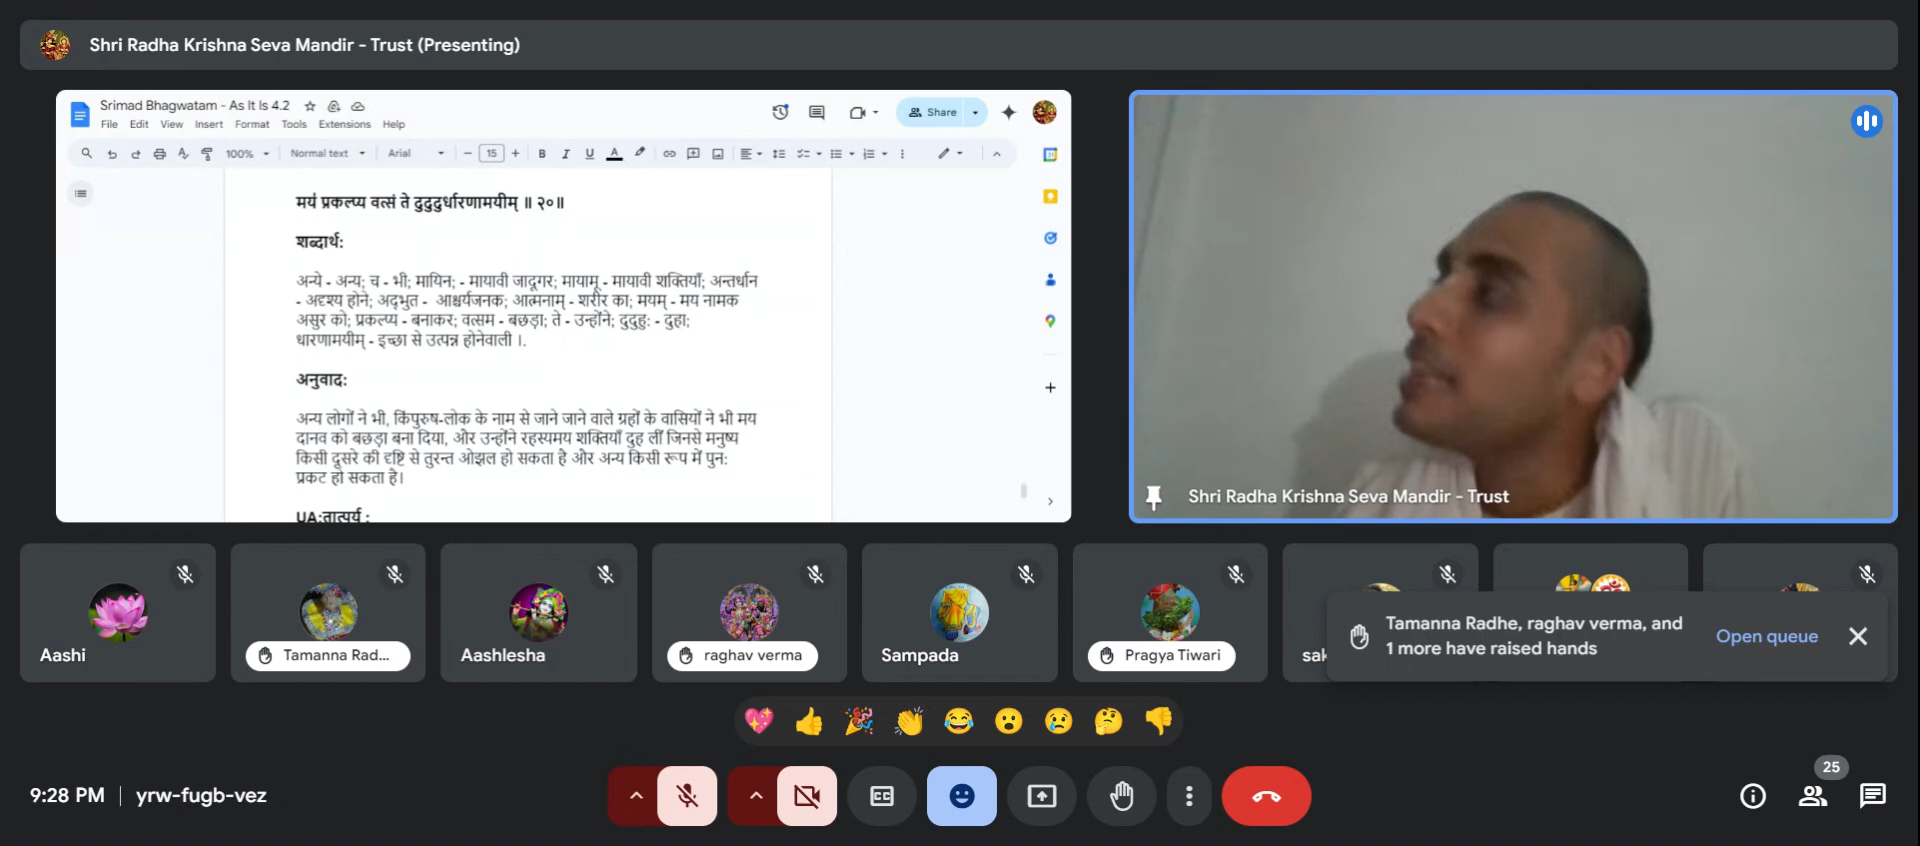 Shri Radha Krishna Seva Mandir - Trust (Presenting)
Srimad Bhagwatam - As It Is 4.2
File Edit View Insert Format Tools Extensions Help
Share
100% Normal text Arial 15 B I U A
मयं प्रकल्प्य वत्सं ते दुदुदुर्धारणामयीम् ॥ २०॥
शब्दार्थ:
अन्ये - अन्य; च - भी; मायिन; - मायावी जादूगर; मायामू - मायावी शक्तियाँ; अन्तर्धान
- अदृश्य होने; अद्भुत - आश्चर्यजनक; आत्मनाम् - शरीर का; मयम् - मय नामक
असुर को; प्रकल्प्य - बनाकर; वत्सम - बछड़ा; ते - उन्होंने; दुदुहुः - दुहा;
धारणामयीम् - इच्छा से उत्पन्न होनेवाली ।.
अनुवाद:
अन्य लोगों ने भी, किंपुरुष-लोक के नाम से जाने जाने वाले ग्रहों के वासियों ने भी मय
दानव को बछड़ा बना दिया, और उन्होंने रहस्यमय शक्तियाँ दुह लीं जिनसे मनुष्य
किसी दूसरे की दृष्टि से तुरन्त ओझल हो सकता है और अन्य किसी रूप में पुन:
प्रकट हो सकता है।
UA:तात्पर्य :
Shri Radha Krishna Seva Mandir - Trust
Aashi
Tamanna Rad...
Aashlesha
raghav verma
Sampada
Pragya Tiwari
sak
Tamanna Radhe, raghav verma, and
1 more have raised hands
Open queue
9:28 PM | yrw-fugb-vez
CC
25